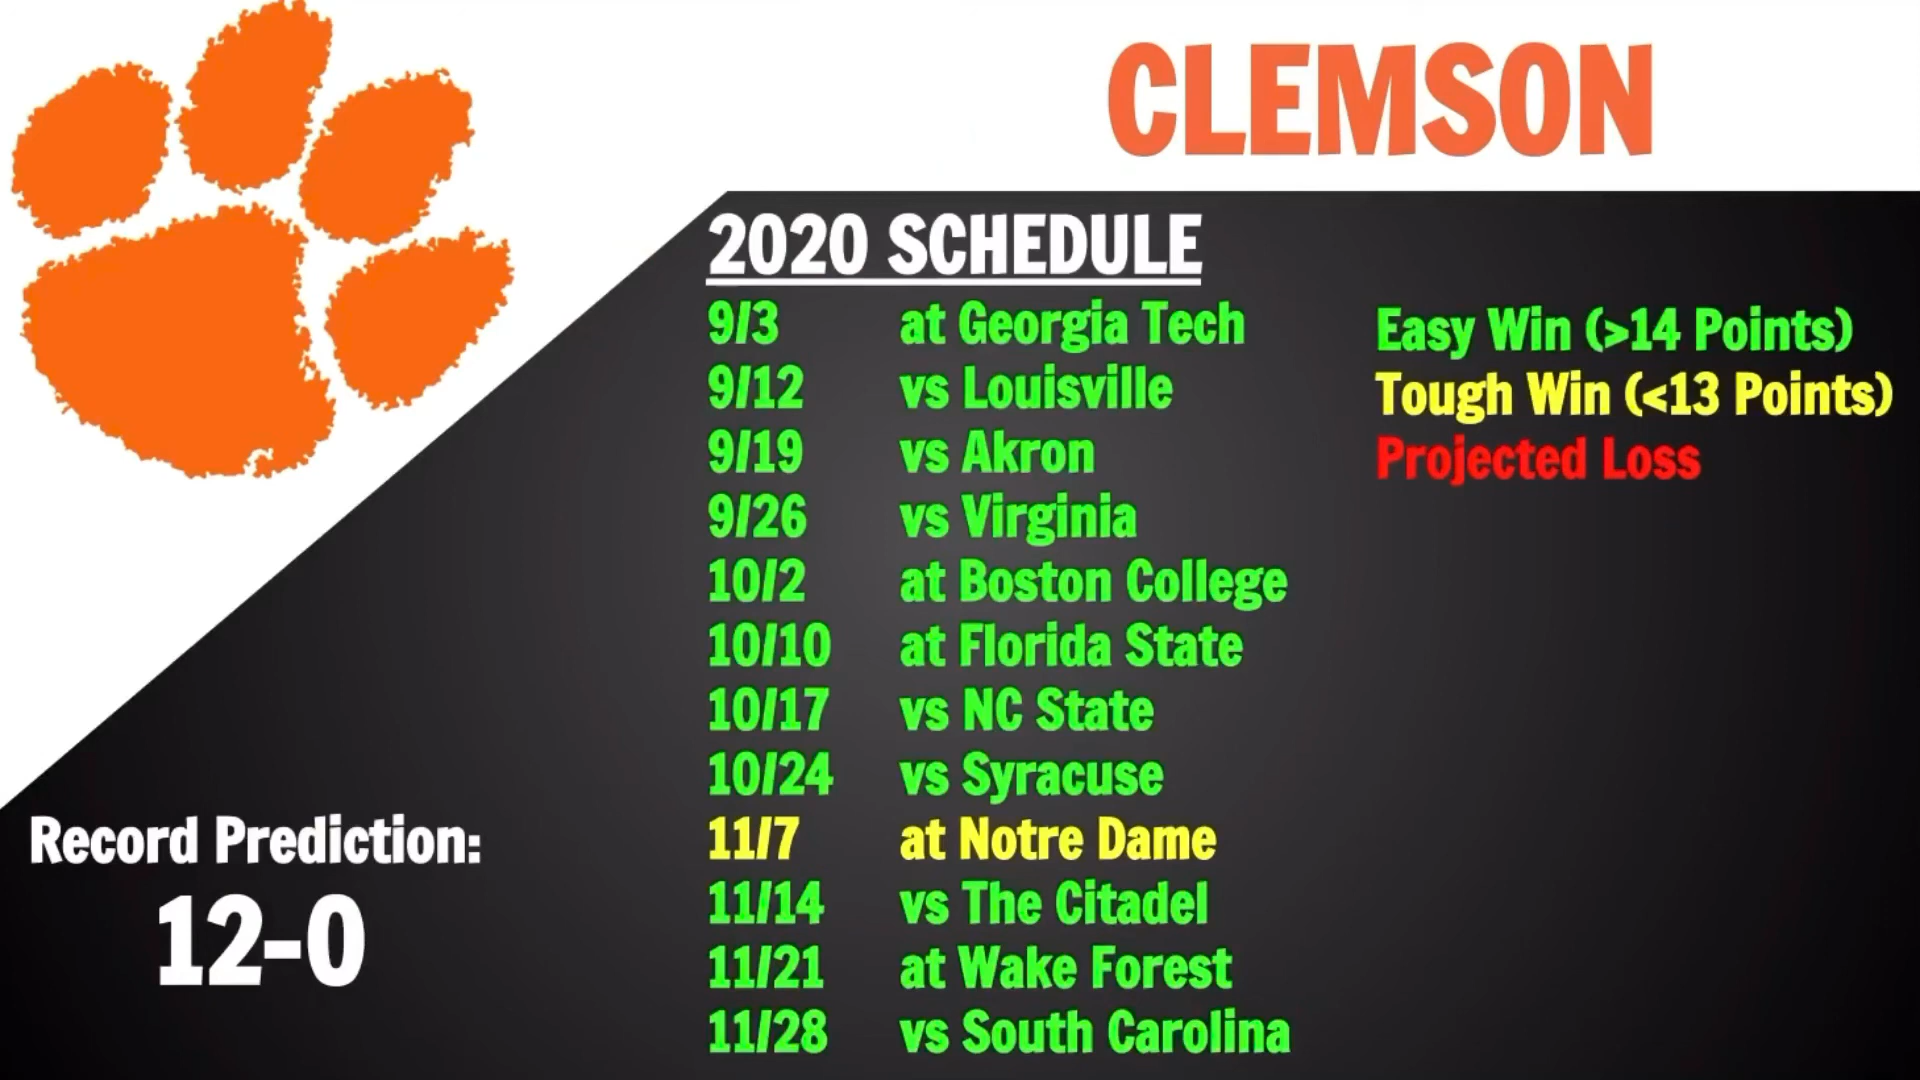 CLEMSON
2020 SCHEDULE
9/3 at Georgia Tech
9/12 vs Louisville
9/19 vs Akron
9/26 vs Virginia
10/2 at Boston College
10/10 at Florida State
10/17 vs NC State
10/24 vs Syracuse
11/7 at Notre Dame
11/14 vs The Citadel
11/21 at Wake Forest
11/28 vs South Carolina
Easy Win (>14 Points)
Tough Win (<13 Points)
Projected Loss
Record Prediction:
12-0